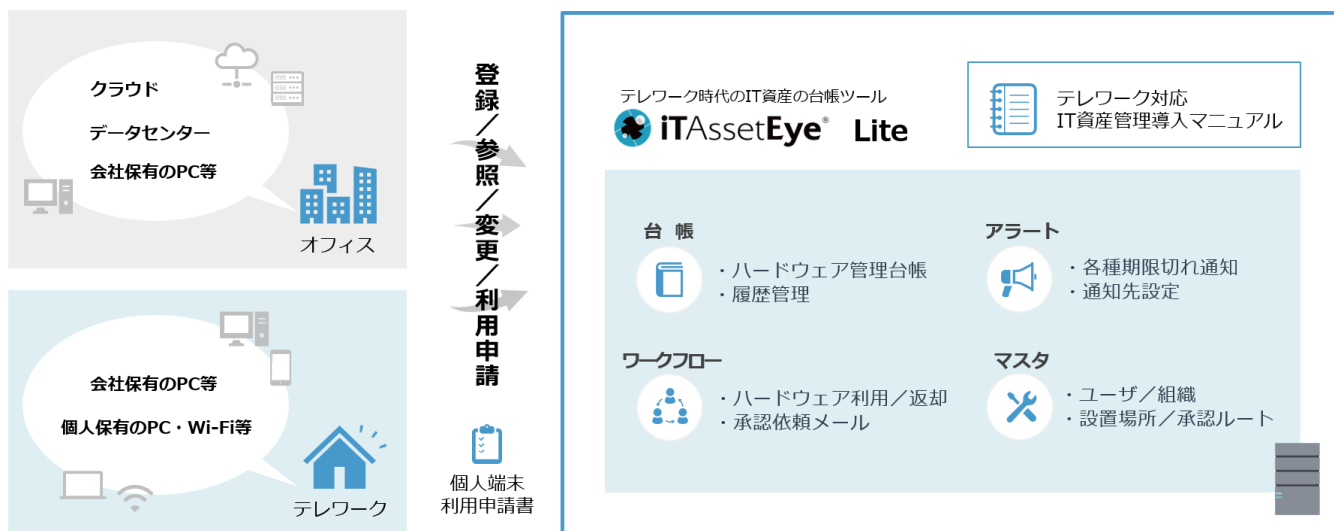 クラウド
データセンター
会社保有のPC等
オフィス
会社保有のPC等
個人保有のPC・Wi-Fi等
テレワーク
登録／参照／変更／利用申請
個人端末
利用申請書
テレワーク時代のIT資産の台帳ツール
iTAssetEye® Lite
テレワーク対応
IT資産管理導入マニュアル
台 帳
・ハードウェア管理台帳
・履歴管理
アラート
・各種期限切れ通知
・通知先設定
ワークフロー
・ハードウェア利用／返却
・承認依頼メール
マスタ
・ユーザ／組織
・設置場所／承認ルート